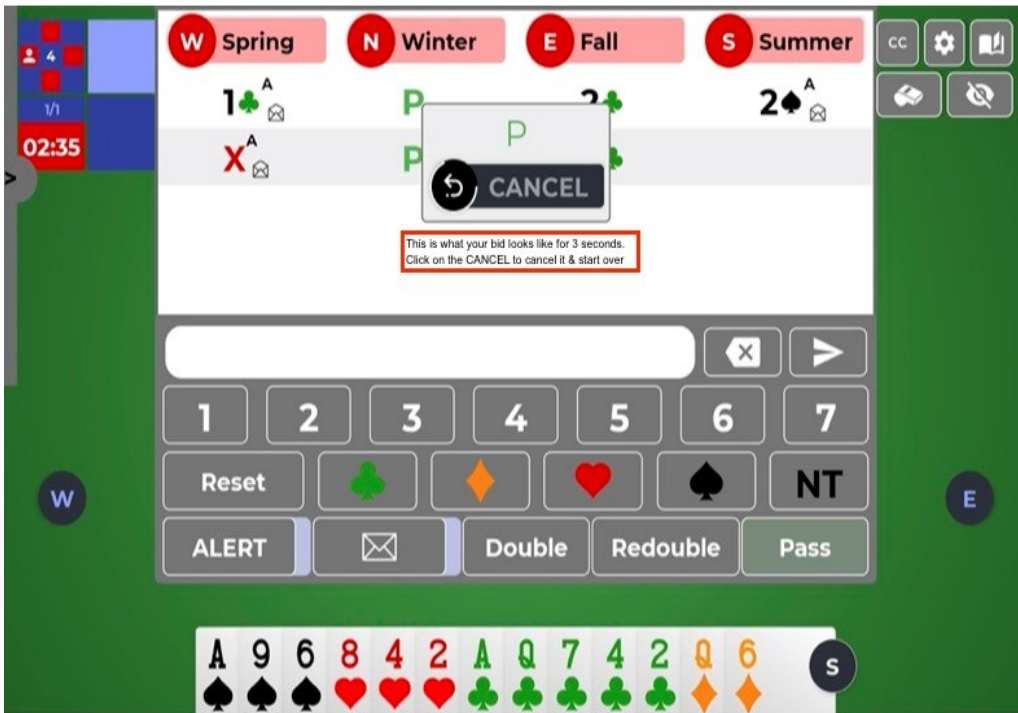 W Spring N Winter E Fall S Summer CC
4
1♣ A P 2♣ 2♠ A
1/1
02:35 X A P ♣
P
>
CANCEL
This is what your bid looks like for 3 seconds.
Click on the CANCEL to cancel it & start over
1 2 3 4 5 6 7
Reset ♣ ♦ ♥ ♠ NT
W E
ALERT Double Redouble Pass
A 9 6 8 4 2 A Q 7 4 2 Q 6
♠ ♠ ♠ ♥ ♥ ♥ ♣ ♣ ♣ ♣ ♣ ♦ ♦ S